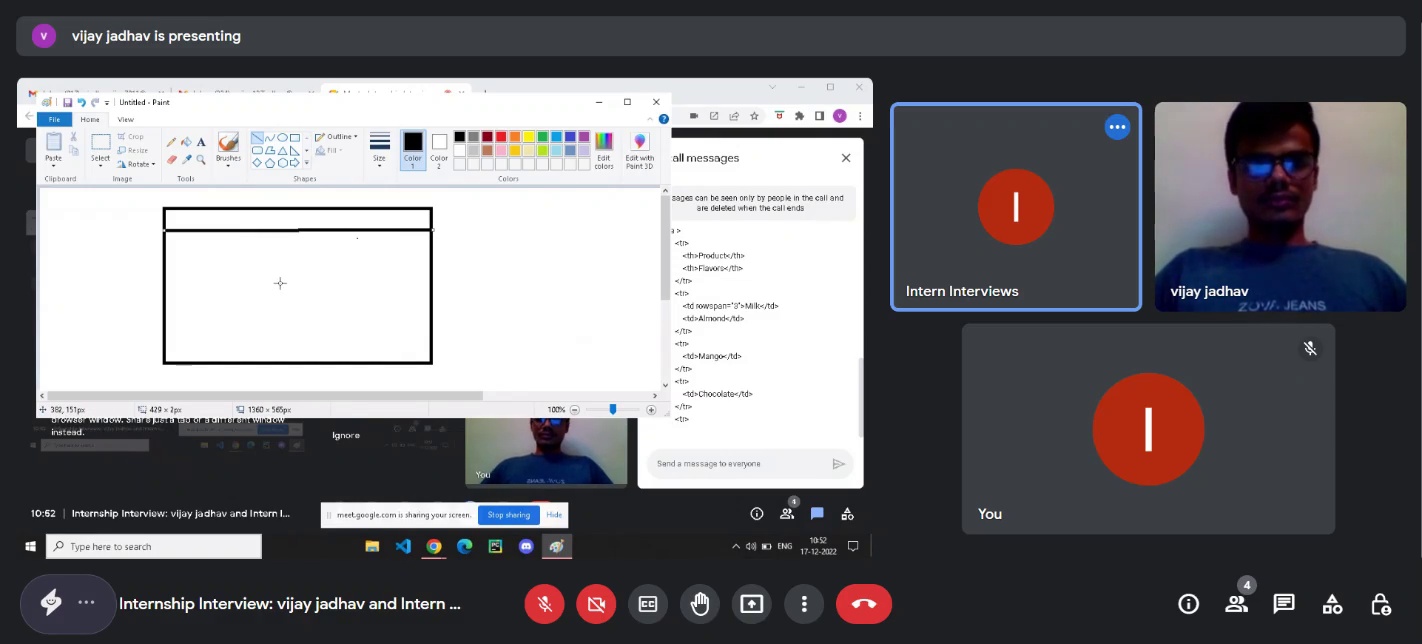 V
vijay jadhav is presenting
Untitled - Paint
File
Home
View
Paste
Select
Crop
Resize
Rotate
A
Brushes
Outline
Fill
Size
Color
1
Color
2
Edit
colors
Edit with
Paint 3D
Clipboard
Image
Tools
Shapes
Colors
all messages
sages can be seen only by people in the call and
are deleted when the call ends
<tr>
<th>Product</th>
<th>Flavors</th>
</tr>
<tr>
<td rowspan="3">Milk</td>
<td>Almond</td>
</tr>
<tr>
<td>Mango</td>
</tr>
<tr>
<td>Chocolate</td>
</tr>
<tr>
Send a message to everyone
382, 151px
429 × 2px
1360 × 565px
100%
browser window. Share just a tab or a different window
instead.
Ignore
You
10:52 | Internship Interview: vijay jadhav and Intern I...
meet.google.com is sharing your screen.
Stop sharing
Hide
4
Type here to search
ENG
10:52
17-12-2022
I
Intern Interviews
vijay jadhav
JEANS
I
You
Internship Interview: vijay jadhav and Intern ...
CC
4